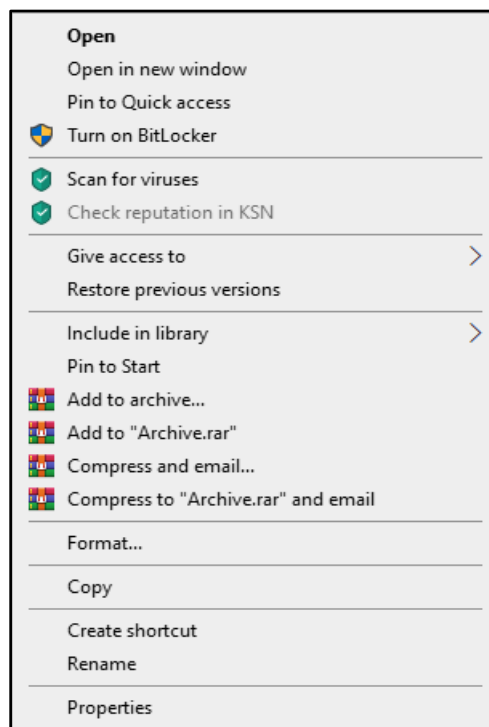 Open
Open in new window
Pin to Quick access
Turn on BitLocker
Scan for viruses
Check reputation in KSN
Give access to
Restore previous versions
Include in library
Pin to Start
Add to archive...
Add to "Archive.rar"
Compress and email...
Compress to "Archive.rar" and email
Format...
Copy
Create shortcut
Rename
Properties